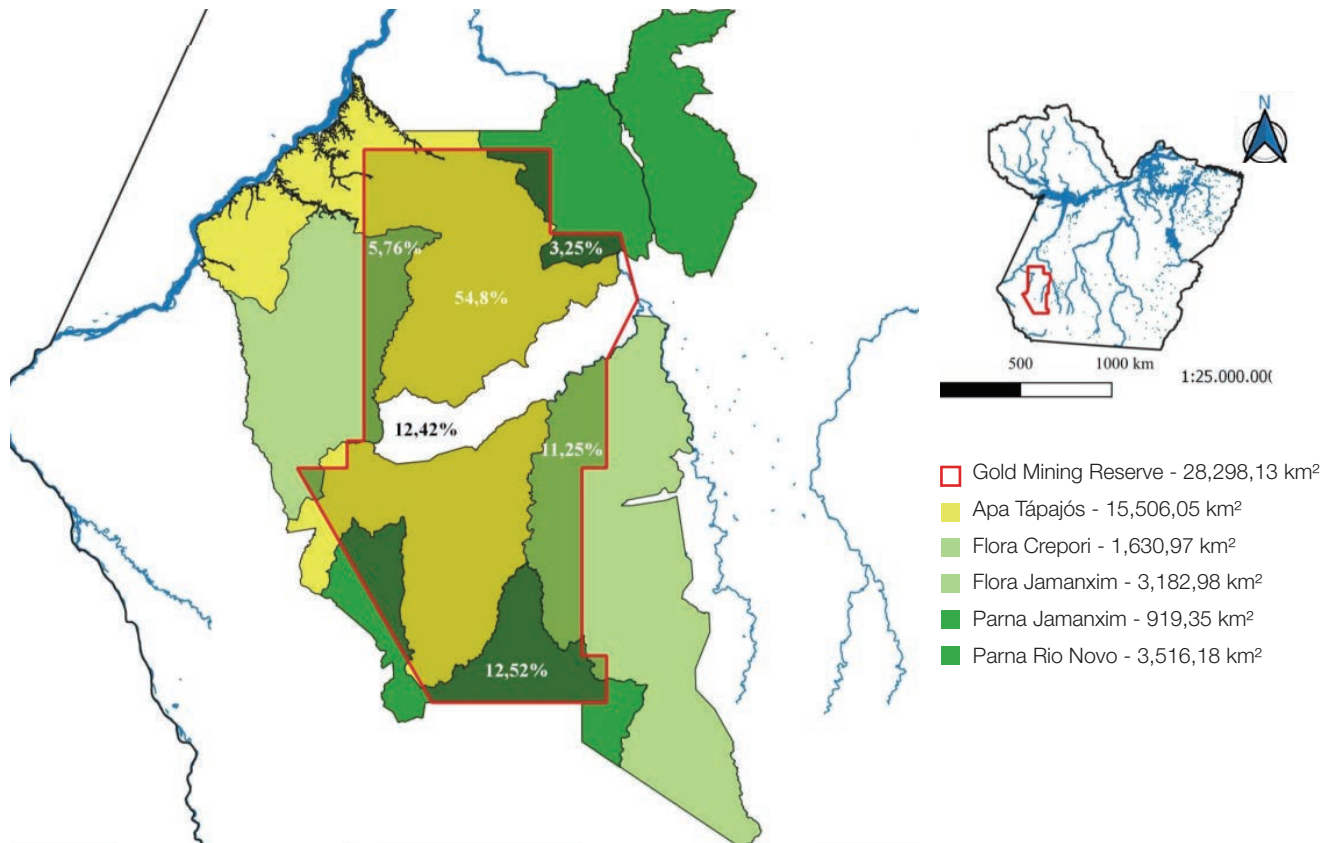 5,76%
3,25%
54,8%
12,42%
11,25%
12,52%
N
500
1000 km
1:25.000.00(
Gold Mining Reserve - 28,298,13 km²
Apa Tápajós - 15,506,05 km²
Flora Crepori - 1,630,97 km²
Flora Jamanxim - 3,182,98 km²
Parna Jamanxim - 919,35 km²
Parna Rio Novo - 3,516,18 km²